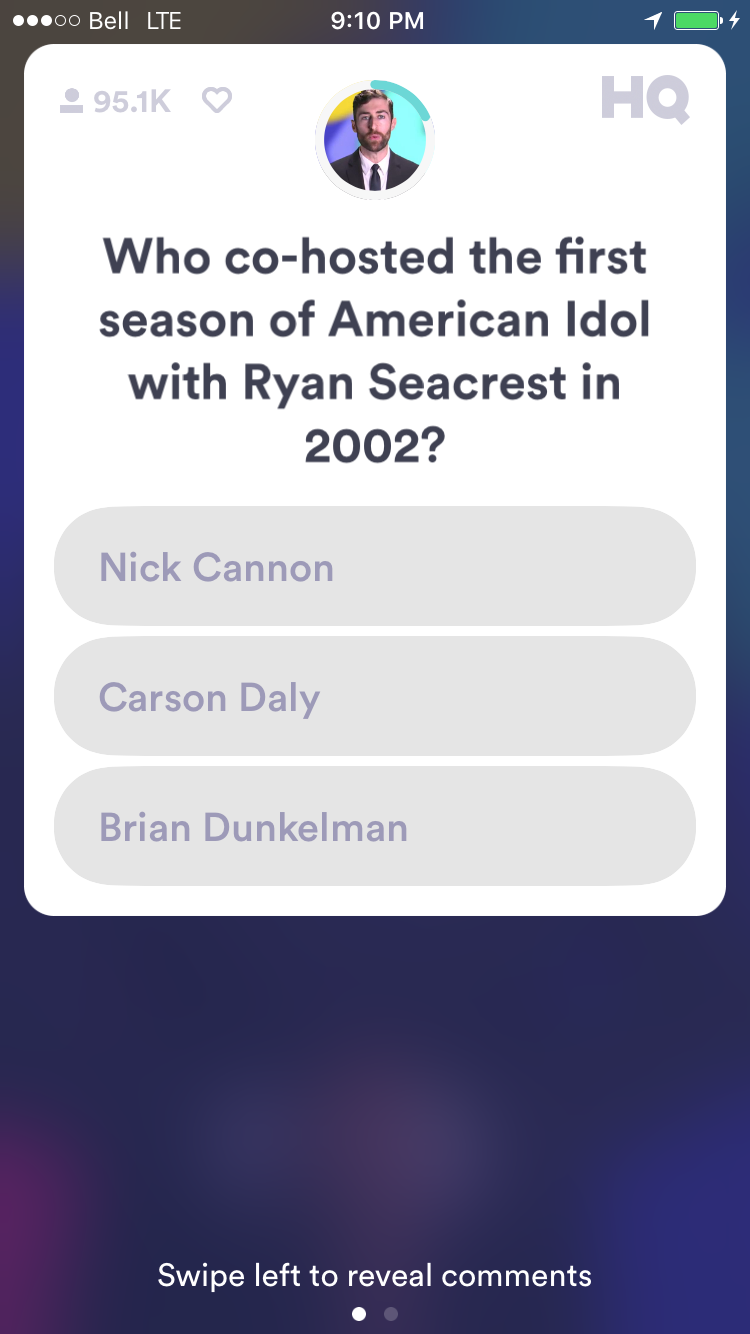 Bell LTE 9:10 PM
95.1K HQ
Who co-hosted the first
season of American Idol
with Ryan Seacrest in
2002?
Nick Cannon
Carson Daly
Brian Dunkelman
Swipe left to reveal comments